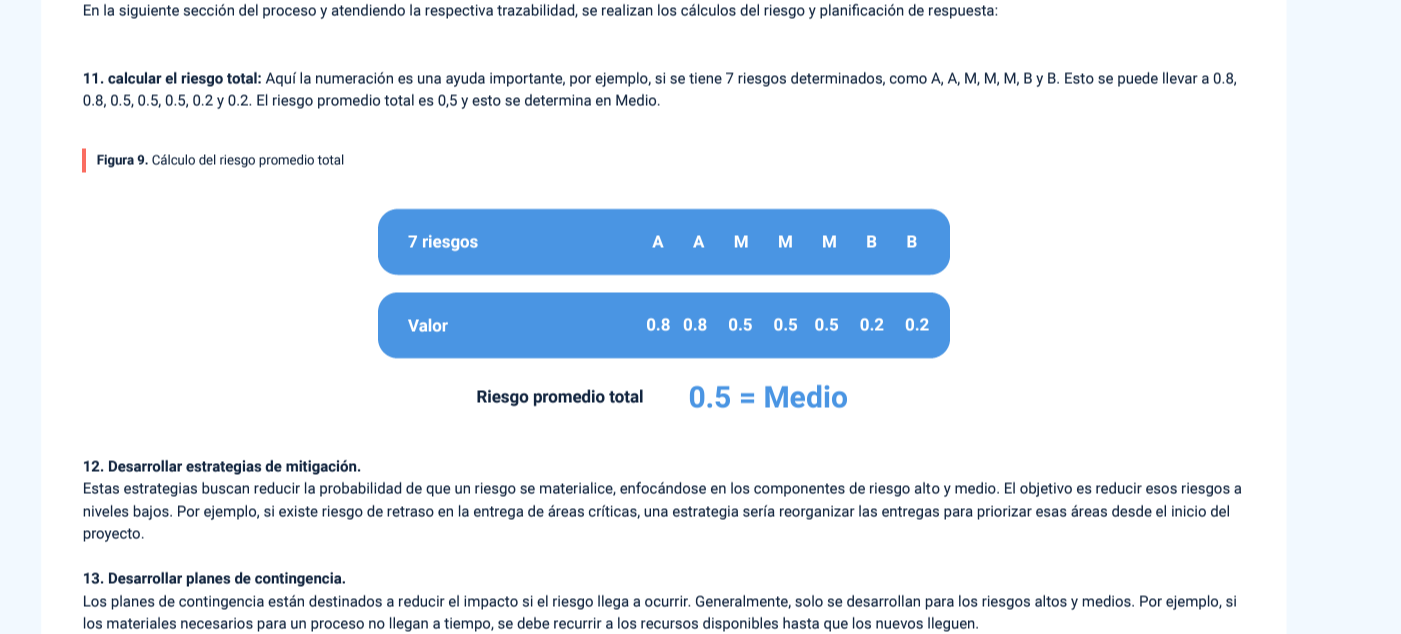 En la siguiente sección del proceso y atendiendo la respectiva trazabilidad, se realizan los cálculos del riesgo y planificación de respuesta:
11. calcular el riesgo total: Aquí la numeración es una ayuda importante, por ejemplo, si se tiene 7 riesgos determinados, como A, A, M, M, M, B y B. Esto se puede llevar a 0.8,
0.8, 0.5, 0.5, 0.5, 0.2 y 0.2. El riesgo promedio total es 0,5 y esto se determina en Medio.
Figura 9. Cálculo del riesgo promedio total
7 riesgos A A M M M B B
Valor 0.8 0.8 0.5 0.5 0.5 0.2 0.2
Riesgo promedio total 0.5 = Medio
12. Desarrollar estrategias de mitigación.
Estas estrategias buscan reducir la probabilidad de que un riesgo se materialice, enfocándose en los componentes de riesgo alto y medio. El objetivo es reducir esos riesgos a
niveles bajos. Por ejemplo, si existe riesgo de retraso en la entrega de áreas críticas, una estrategia sería reorganizar las entregas para priorizar esas áreas desde el inicio del
proyecto.
13. Desarrollar planes de contingencia.
Los planes de contingencia están destinados a reducir el impacto si el riesgo llega a ocurrir. Generalmente, solo se desarrollan para los riesgos altos y medios. Por ejemplo, si
los materiales necesarios para un proceso no llegan a tiempo, se debe recurrir a los recursos disponibles hasta que los nuevos lleguen.